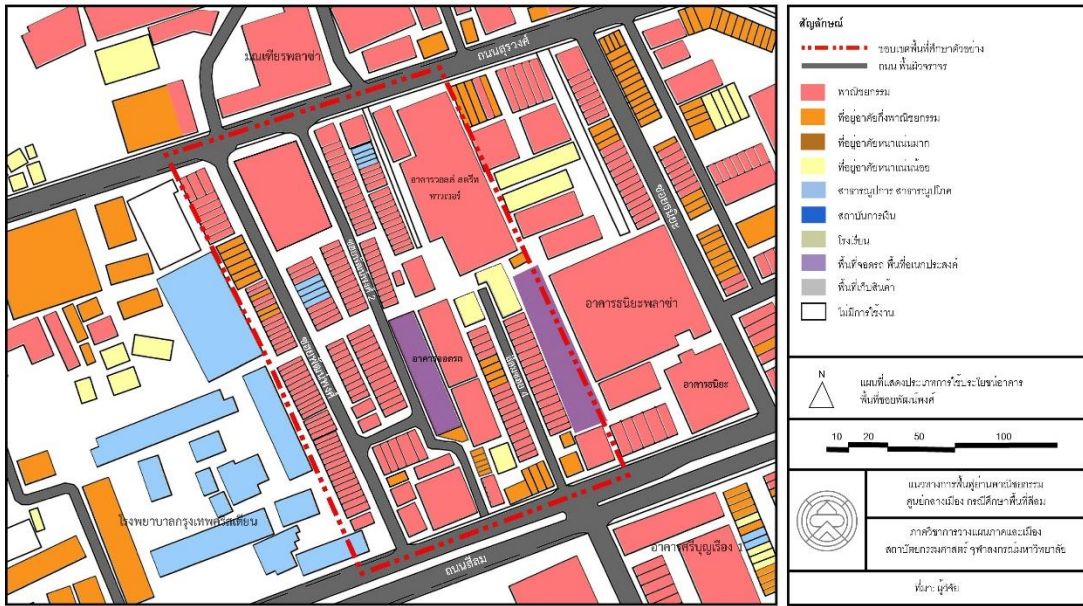 มณเฑียรพลาซ่า
ถนนสุรวงศ์
อาคารวอลล์ สตรีท
ทาวเวอร์
ซอยพัฒน์พงศ์ 2
ซอยธนิยะ
อาคารธนิยะพลาซ่า
อาคารจอดรถ
ซอยพัฒน์พงศ์
สีลมซอย 4
อาคารธนิยะ
โรงพยาบาลกรุงเทพคริสเตียน
ถนนสีลม
อาคารศรีบุญเรือง 1
สัญลักษณ์
ขอบเขตพื้นที่ศึกษาตัวอย่าง
ถนน พื้นผิวจราจร
พาณิชยกรรม
ที่อยู่อาศัยกึ่งพาณิชยกรรม
ที่อยู่อาศัยหนาแน่นมาก
ที่อยู่อาศัยหนาแน่นน้อย
สาธารณูปการ สาธารณูปโภค
สถาบันการเงิน
โรงเรียน
พื้นที่จอดรถ พื้นที่อเนกประสงค์
พื้นที่เก็บสินค้า
ไม่มีการใช้งาน
N
แผนที่แสดงประเภทการใช้ประโยชน์อาคาร
พื้นที่ซอยพัฒน์พงศ์
10 20 50 100
แนวทางการฟื้นฟูย่านพาณิชยกรรม
ศูนย์กลางเมือง กรณีศึกษาพื้นที่สีลม
ภาควิชาการวางแผนภาคและเมือง
สถาปัตยกรรมศาสตร์ จุฬาลงกรณ์มหาวิทยาลัย
ที่มา: ผู้วิจัย